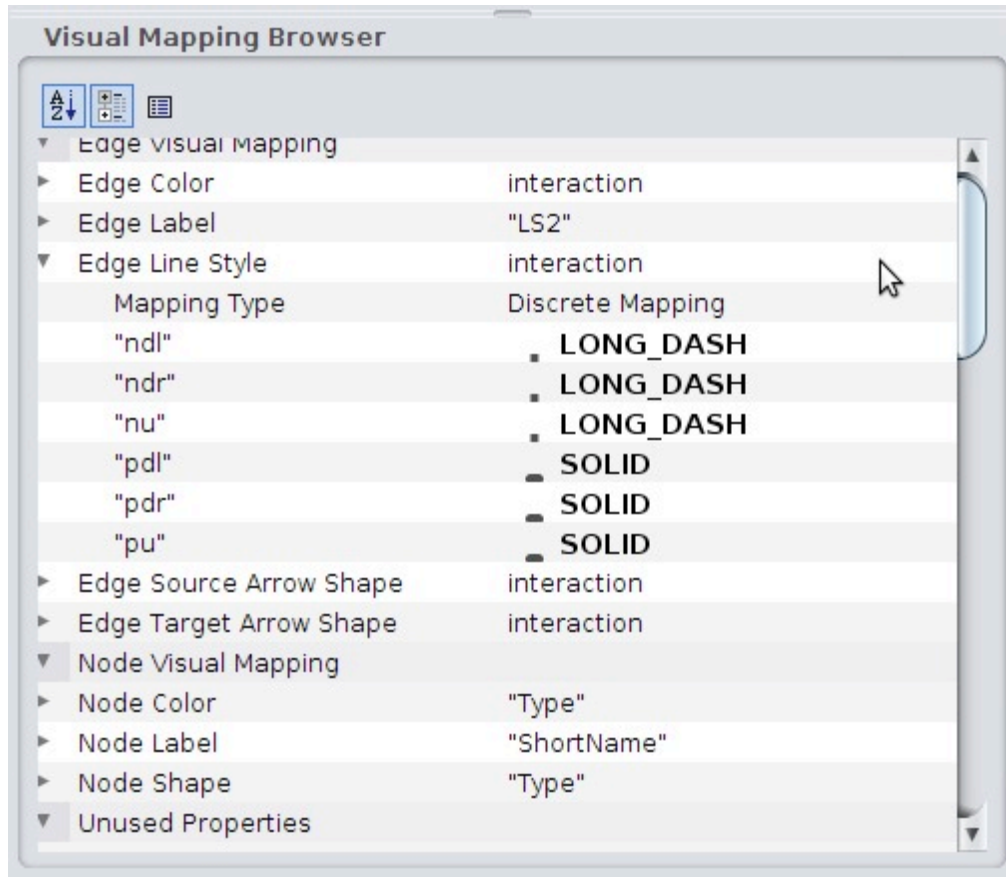 Visual Mapping Browser
A
Z
Edge Visual Mapping
Edge Color interaction
Edge Label "LS2"
Edge Line Style interaction
Mapping Type Discrete Mapping
"ndl" LONG_DASH
"ndr" LONG_DASH
"nu" LONG_DASH
"pdl" SOLID
"pdr" SOLID
"pu" SOLID
Edge Source Arrow Shape interaction
Edge Target Arrow Shape interaction
Node Visual Mapping
Node Color "Type"
Node Label "ShortName"
Node Shape "Type"
Unused Properties